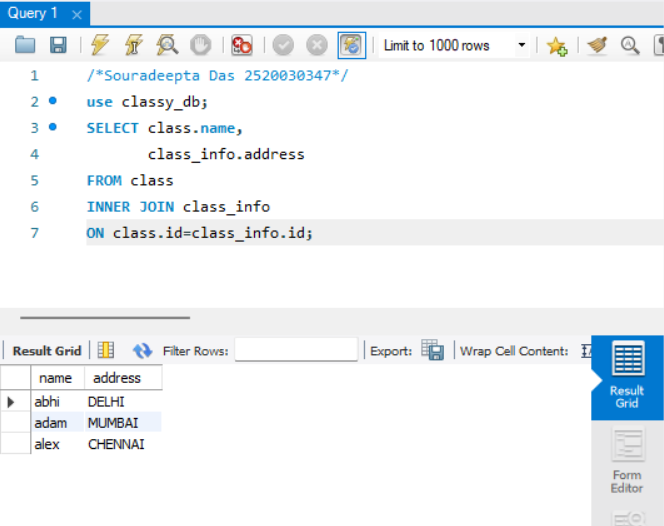 Query 1
Limit to 1000 rows
1 /*Souradeepta Das 2520030347*/
2 use classy_db;
3 SELECT class.name,
4 class_info.address
5 FROM class
6 INNER JOIN class_info
7 ON class.id=class_info.id;
Result Grid Filter Rows: Export: Wrap Cell Content:
name address
abhi DELHI
adam MUMBAI
alex CHENNAI
Result
Grid
Form
Editor